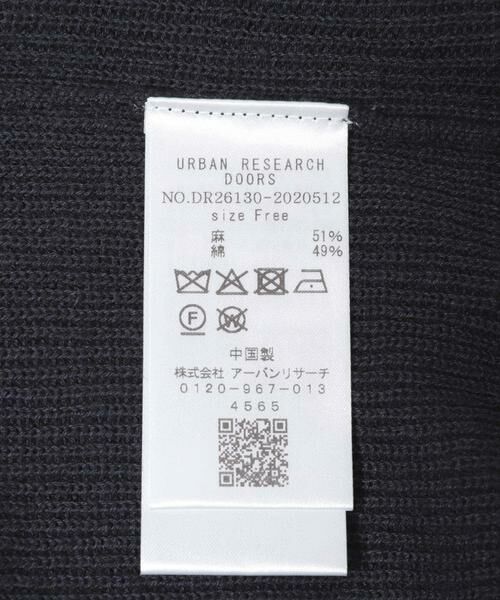 URBAN RESEARCH
DOORS
NO.DR26130-2020512
size Free
麻 51%
綿 49%
F
W
中国製
株式会社 アーバンリサーチ
0120-967-013
4565